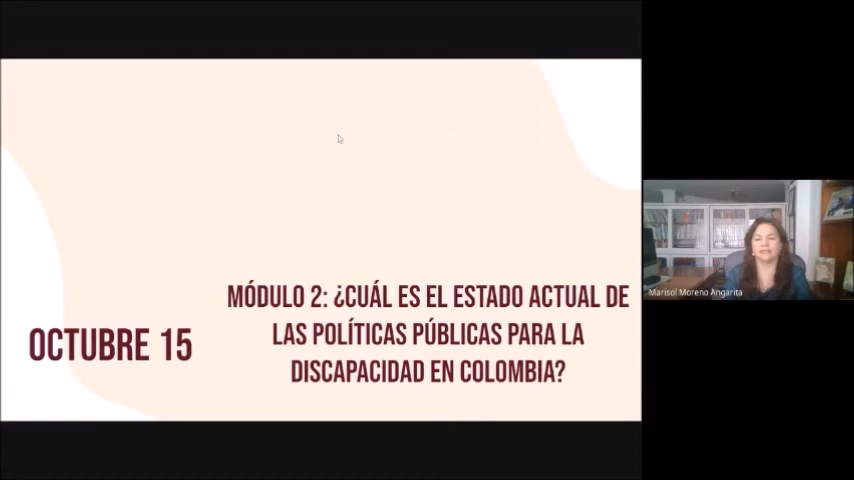 MÓDULO 2: ¿CUÁL ES EL ESTADO ACTUAL DE
LAS POLÍTICAS PÚBLICAS PARA LA
DISCAPACIDAD EN COLOMBIA?
OCTUBRE 15
Marisol Moreno Angarita